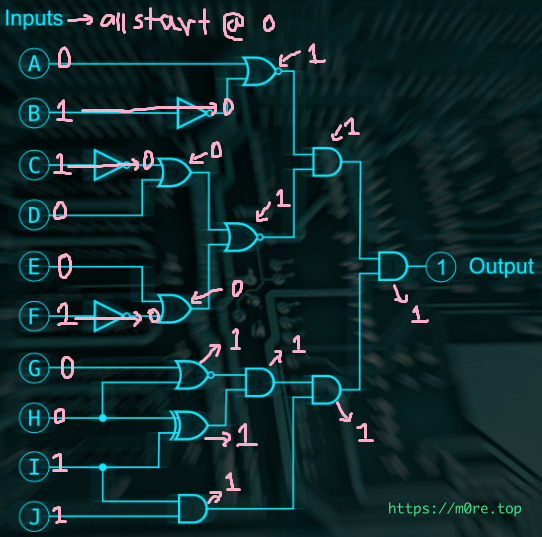 Inputs → all start @ 0
A 0
1
B 1 0
1
C 1 0 0
1
D 0
1 Output
E 0
0
F 1 0
1
G 0
1
1
H 0
1
1
I 1
1
J 1
https://m0re.top